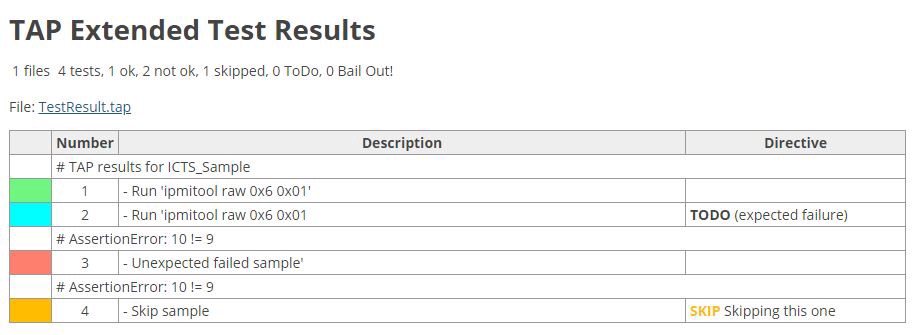 TAP Extended Test Results
1 files 4 tests, 1 ok, 2 not ok, 1 skipped, 0 ToDo, 0 Bail Out!
File: TestResult.tap
Number Description Directive
# TAP results for ICTS_Sample
1 - Run 'ipmitool raw 0x6 0x01'
2 - Run 'ipmitool raw 0x6 0x01 TODO (expected failure)
# AssertionError: 10 != 9
3 - Unexpected failed sample'
# AssertionError: 10 != 9
4 - Skip sample SKIP Skipping this one